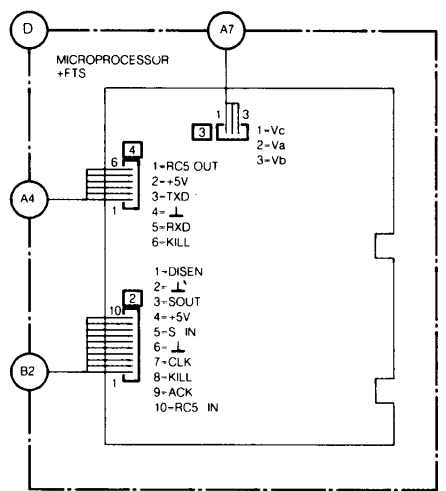 D
A7
MICROPROCESSOR
+FTS
1 3
3
1=Vc
2=Va
3=Vb
4
6
1=RC5 OUT
2=+5V
3=TXD
4=⊥
5=RXD
6=KILL
A4
1
1=DISEN
2=⊥
3=SOUT
4=+5V
5=S IN
6=⊥
7=CLK
8=KILL
9=ACK
10=RC5 IN
2
10
B2
1